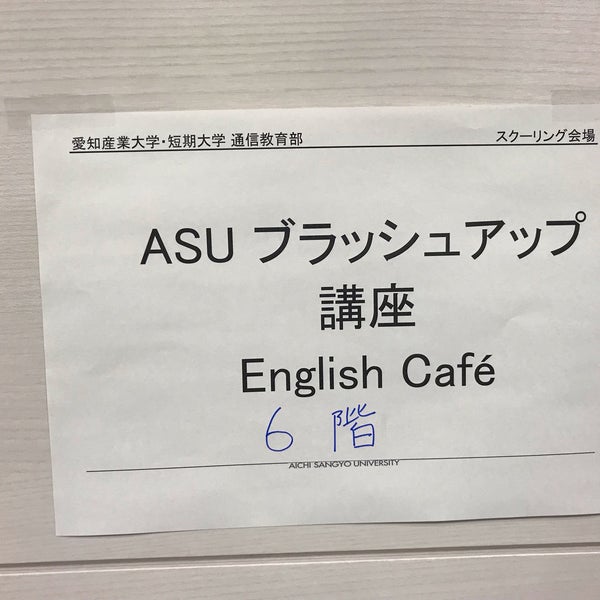 愛知産業大学・短期大学 通信教育部 スクーリング会場
ASU ブラッシュアップ
講座
English Café
6 階
AICHI SANGYO UNIVERSITY